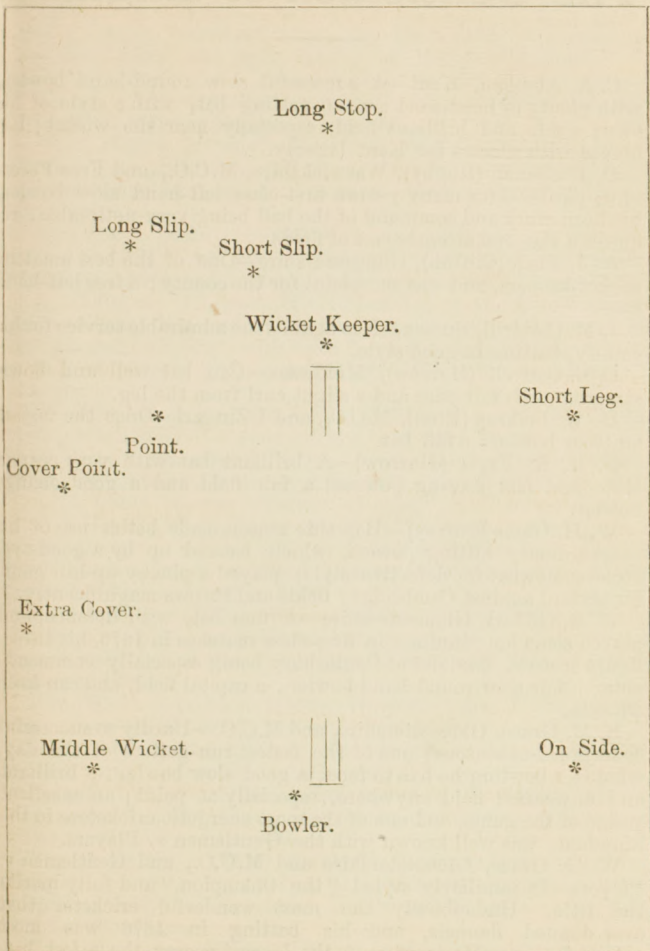 Long Stop.
Long Slip.
Short Slip.
Wicket Keeper.
Short Leg.
Point.
Cover Point.
Extra Cover.
Middle Wicket.
On Side.
Bowler.